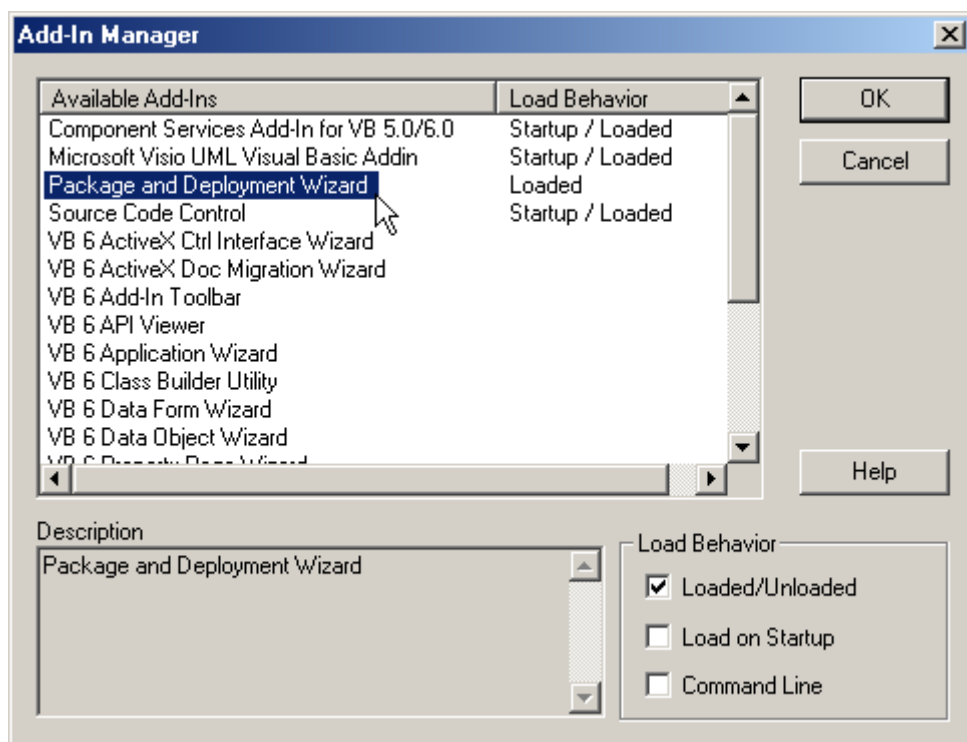 Add-In Manager
Available Add-Ins Load Behavior
Component Services Add-In for VB 5.0/6.0 Startup / Loaded
Microsoft Visio UML Visual Basic Addin Startup / Loaded
Package and Deployment Wizard Loaded
Source Code Control Startup / Loaded
VB 6 ActiveX Ctrl Interface Wizard
VB 6 ActiveX Doc Migration Wizard
VB 6 Add-In Toolbar
VB 6 API Viewer
VB 6 Application Wizard
VB 6 Class Builder Utility
VB 6 Data Form Wizard
VB 6 Data Object Wizard
VB 6 Property Page Wizard
OK
Cancel
Help
Description
Package and Deployment Wizard
Load Behavior
Loaded/Unloaded
Load on Startup
Command Line